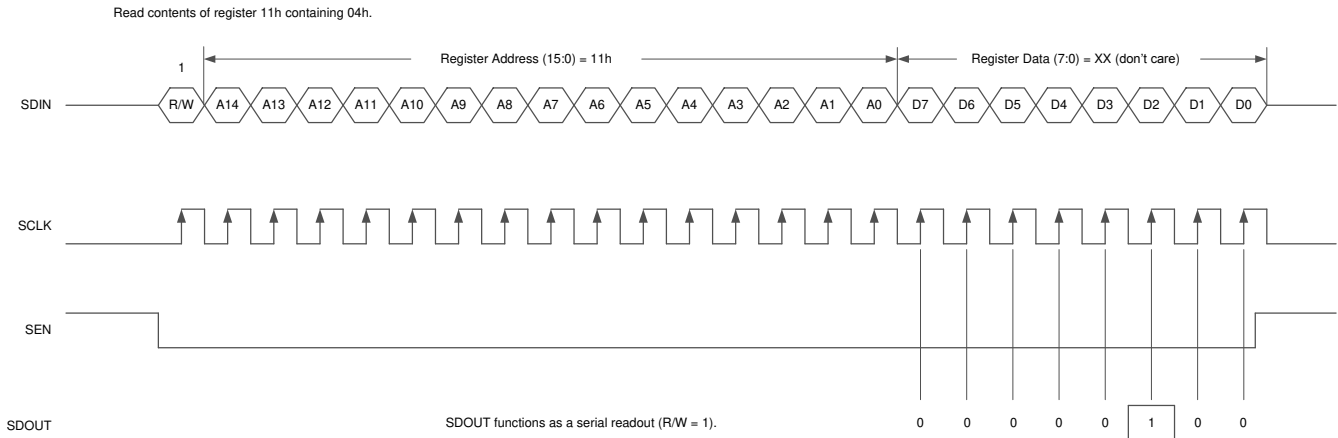 Read contents of register 11h containing 04h.
1
Register Address (15:0) = 11h
Register Data (7:0) = XX (don't care)
SDIN
R/W A14 A13 A12 A11 A10 A9 A8 A7 A6 A5 A4 A3 A2 A1 A0 D7 D6 D5 D4 D3 D2 D1 D0
SCLK
SEN
SDOUT
SDOUT functions as a serial readout (R/W = 1).
0 0 0 0 0 1 0 0